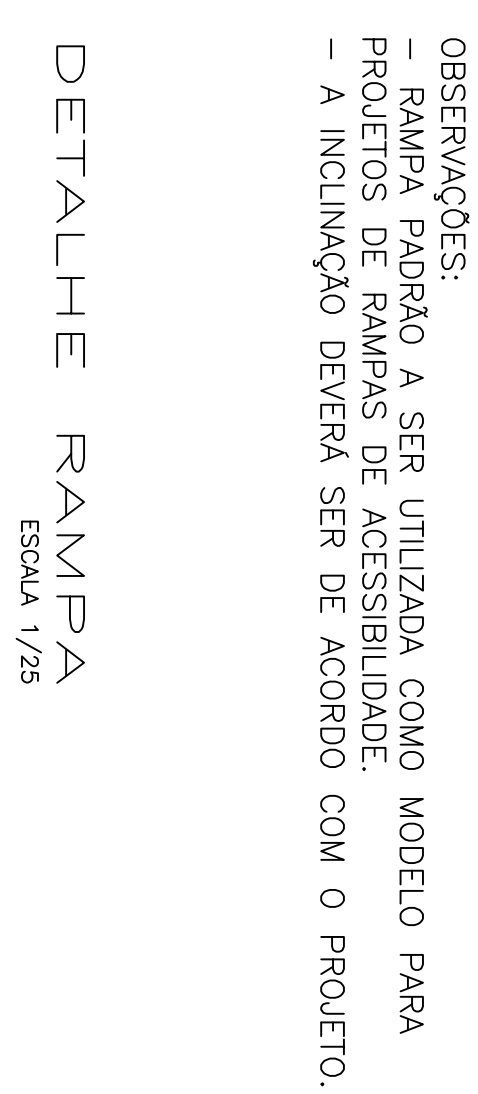 OBSERVAÇÕES:
– RAMPA PADRÃO A SER UTILIZADA COMO MODELO PARA
PROJETOS DE RAMPAS DE ACESSIBILIDADE.
– A INCLINAÇÃO DEVERÁ SER DE ACORDO COM O PROJETO.
DETALHE RAMPA
ESCALA 1/25